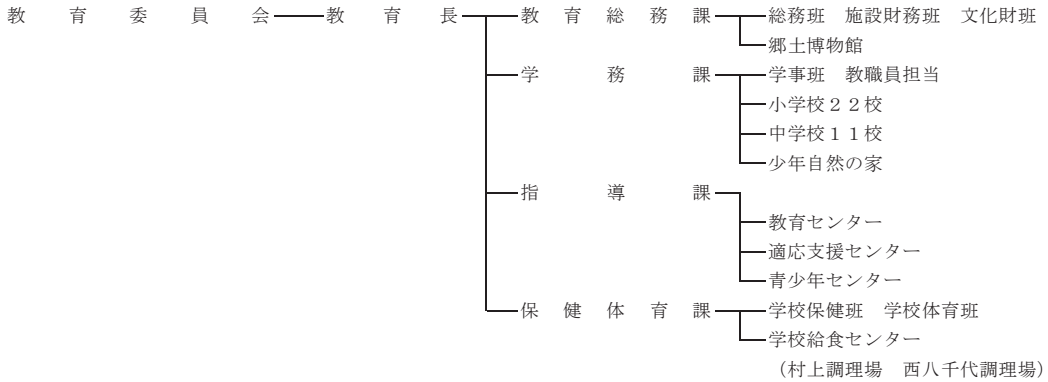 教育委員会 教育長 教育総務課 総務班 施設財務班 文化財班
郷土博物館
学務課 学事班 教職員担当
小学校２２校
中学校１１校
少年自然の家
指導課
教育センター
適応支援センター
青少年センター
保健体育課 学校保健班 学校体育班
学校給食センター
（村上調理場 西八千代調理場）